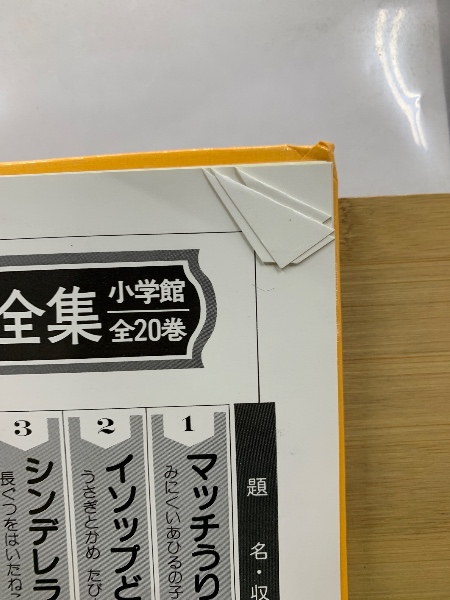 全集
小学館
全20巻
題名・収
1
マッチうり
みにくいあひるの子
2
イソップど
うさぎとかめ たび
3
シンデレラ
長ぐつをはいたねこ